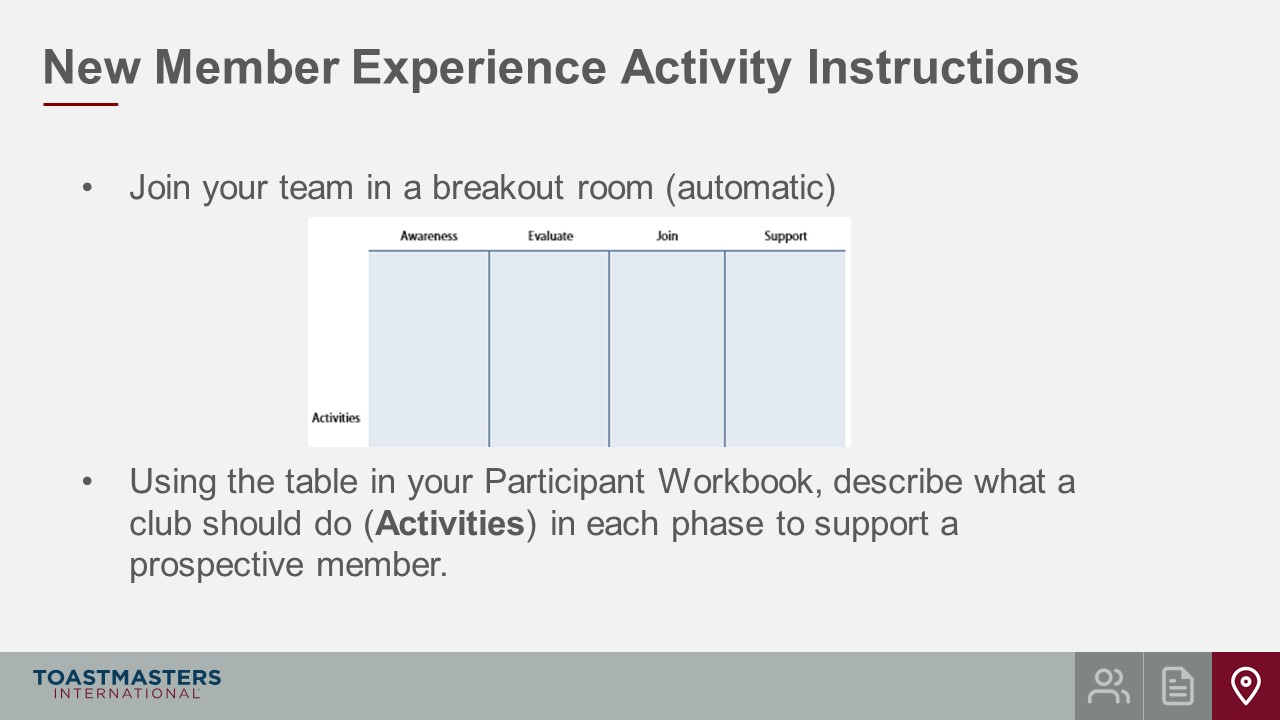 New Member Experience Activity Instructions
• Join your team in a breakout room (automatic)
Awareness Evaluate Join Support
Activities
• Using the table in your Participant Workbook, describe what a
club should do (Activities) in each phase to support a
prospective member.
TOASTMASTERS
INTERNATIONAL